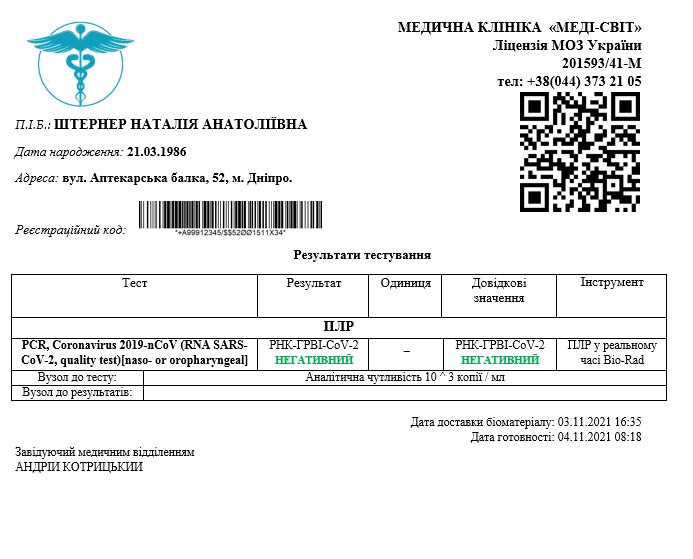 МЕДИЧНА КЛІНІКА «МЕДІ-СВІТ»
Ліцензія МОЗ України
201593/41-М
тел: +38(044) 373 21 05
П.І.Б.: ШТЕРНЕР НАТАЛІЯ АНАТОЛІЇВНА
Дата народження: 21.03.1986
Адреса: вул. Аптекарська балка, 52, м. Дніпро.
Реєстраційний код:
*+A99912345/$$52ØØ1511X34*
Результати тестування
Тест Результат Одиниця Довідкові значення Інструмент
ПЛР
PCR, Coronavirus 2019-nCoV (RNA SARS- РНК-ГРВІ-CoV-2 – РНК-ГРВІ-CoV-2 ПЛР у реальному
CoV-2, quality test)[naso- or oropharyngeal] НЕГАТИВНИЙ НЕГАТИВНИЙ часі Bio-Rad
Вузол до тесту: Аналітична чутливість 10 ^ 3 копії / мл
Вузол до результатів:
Дата доставки біоматеріалу: 03.11.2021 16:35
Дата готовності: 04.11.2021 08:18
Завідуючий медичним відділенням
АНДРІЙ КОТРИЦЬКИЙ